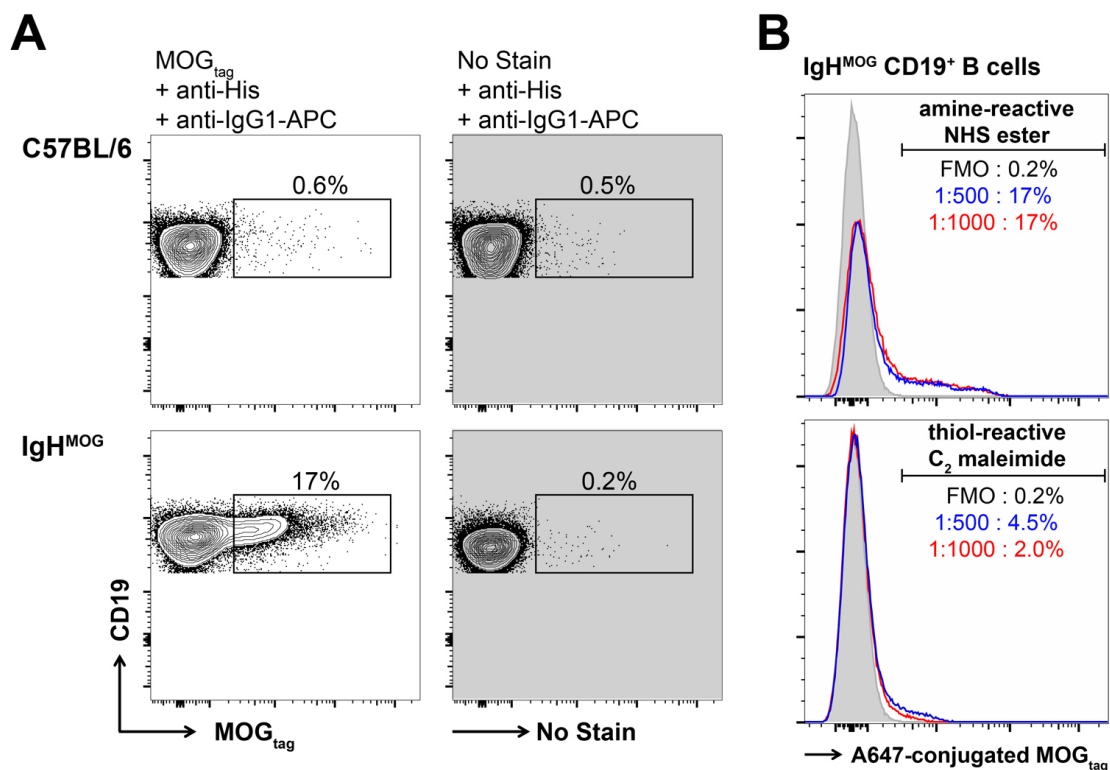 A
MOGtag
+ anti-His
+ anti-IgG1-APC
No Stain
+ anti-His
+ anti-IgG1-APC
C57BL/6
0.6%
0.5%
IgHMOG
17%
0.2%
CD19
MOGtag
No Stain
B
IgHMOG CD19+ B cells
amine-reactive
NHS ester
FMO : 0.2%
1:500 : 17%
1:1000 : 17%
thiol-reactive
C2 maleimide
FMO : 0.2%
1:500 : 4.5%
1:1000 : 2.0%
A647-conjugated MOGtag